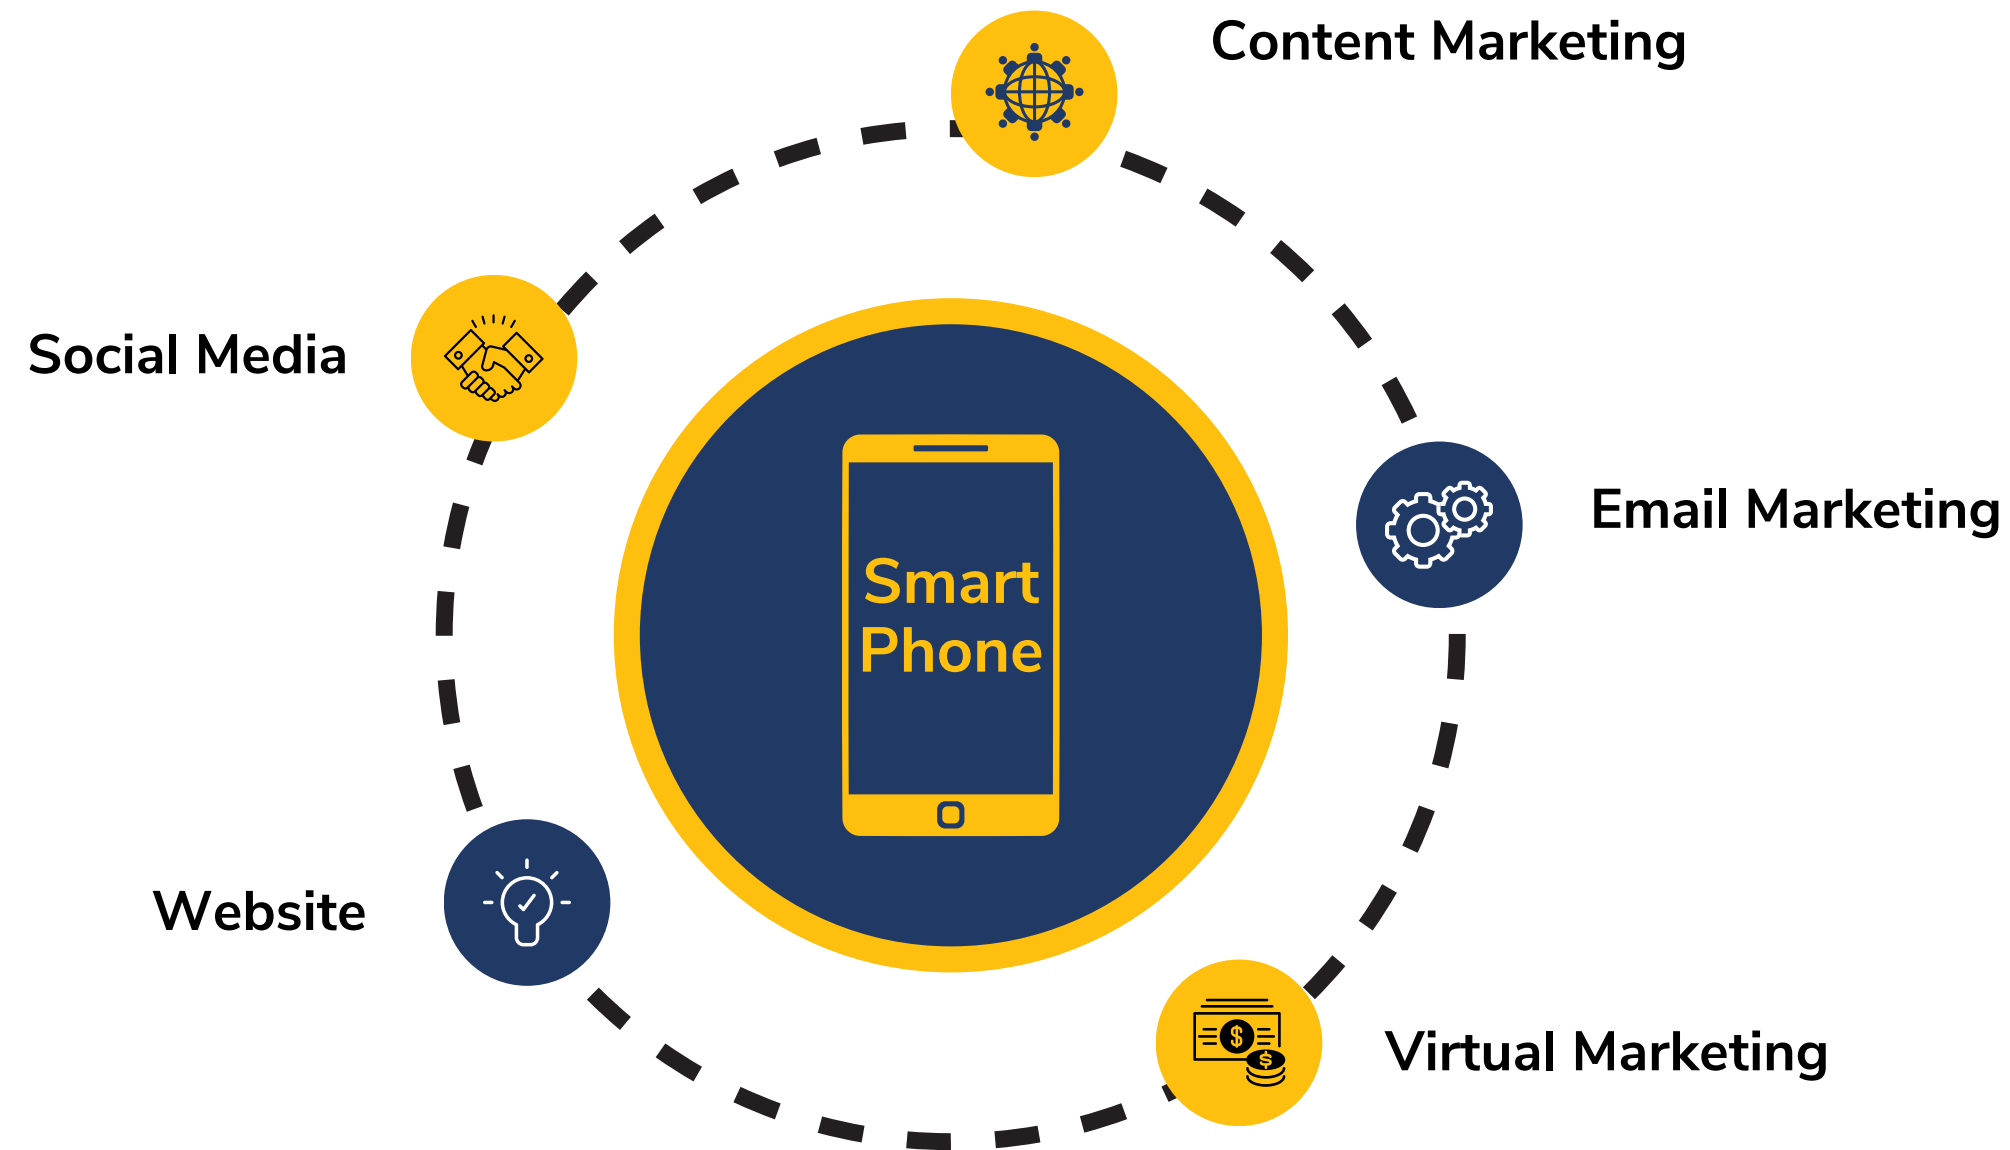 Content Marketing
Social Media
Email Marketing
Smart
Phone
Website
Virtual Marketing
$
$